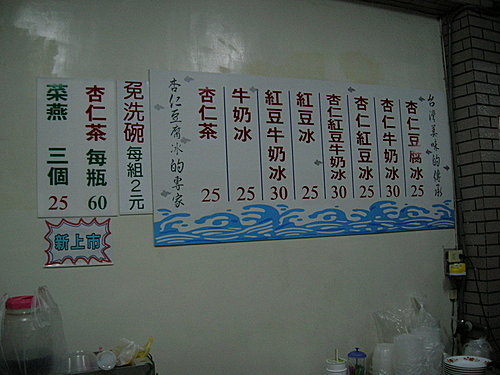 台灣美味的傳承
杏仁豆腐冰 25
杏仁牛奶冰 30
杏仁紅豆冰 25
杏仁紅豆牛奶冰 30
紅豆冰 25
紅豆牛奶冰 30
牛奶冰 25
杏仁茶 25
杏仁豆腐冰的專家
免洗碗 每組2元
杏仁茶 每瓶 60
菜燕 三個 25
新上市